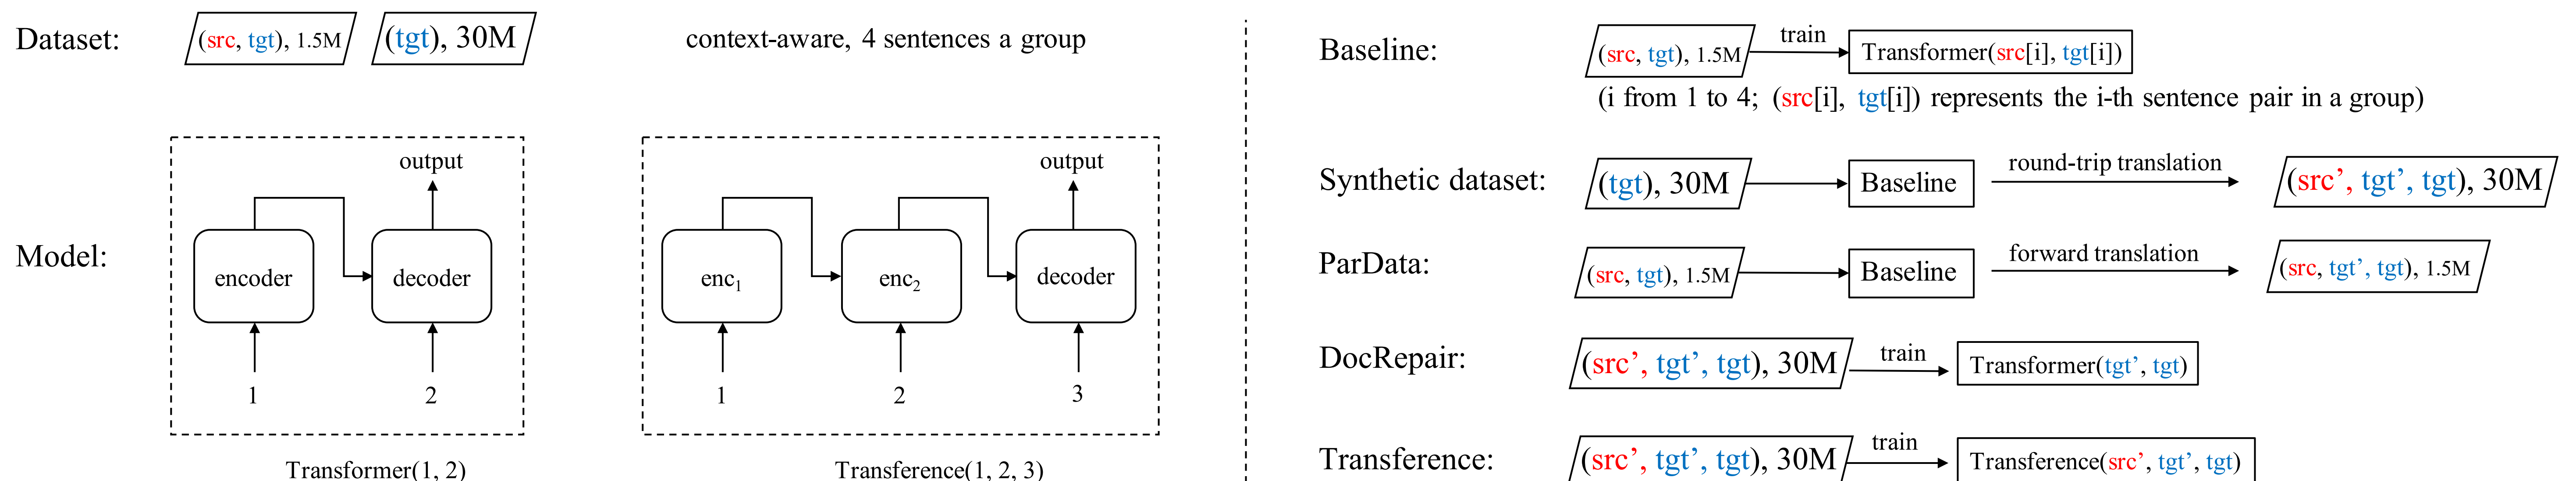 Dataset: (src, tgt), 1.5M (tgt), 30M context-aware, 4 sentences a group
Model:
output
encoder decoder
1 2
Transformer(1, 2)
output
enc1 enc2 decoder
1 2 3
Transference(1, 2, 3)
Baseline: (src, tgt), 1.5M train Transformer(src[i], tgt[i])
(i from 1 to 4; (src[i], tgt[i]) represents the i-th sentence pair in a group)
Synthetic dataset: (tgt), 30M Baseline round-trip translation (src’, tgt’, tgt), 30M
ParData: (src, tgt), 1.5M Baseline forward translation (src, tgt’, tgt), 1.5M
DocRepair: (src’, tgt’, tgt), 30M train Transformer(tgt’, tgt)
Transference: (src’, tgt’, tgt), 30M train Transference(src’, tgt’, tgt)